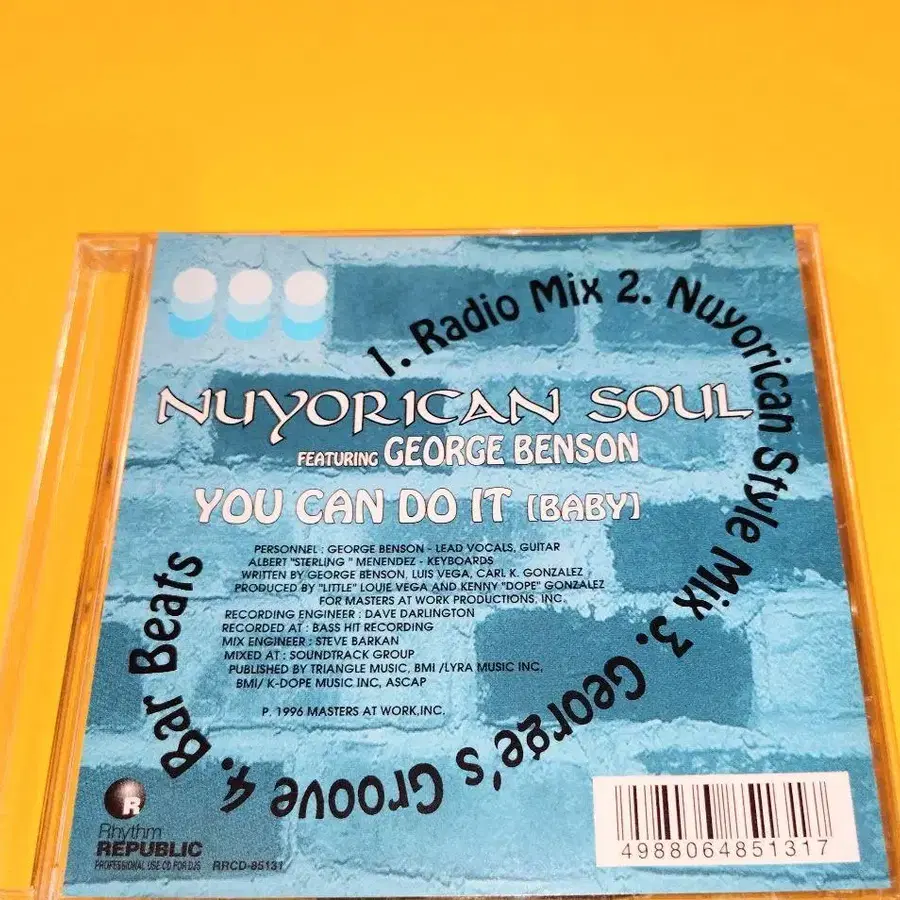 1. Radio Mix 2. Nuyorican Style Mix 3. George's Groove 4. Bar Beats
NUYORICAN SOUL
FEATURING GEORGE BENSON
YOU CAN DO IT [BABY]
PERSONNEL : GEORGE BENSON - LEAD VOCALS, GUITAR
ALBERT "STERLING " MENENDEZ - KEYBOARDS
WRITTEN BY GEORGE BENSON, LUIS VEGA, CARL K. GONZALEZ
PRODUCED BY "LITTLE" LOUIE VEGA AND KENNY "DOPE" GONZALEZ
FOR MASTERS AT WORK PRODUCTIONS, INC.
RECORDING ENGINEER : DAVE DARLINGTON
RECORDED AT : BASS HIT RECORDING
MIX ENGINEER : STEVE BARKAN
MIXED AT : SOUNDTRACK GROUP
PUBLISHED BY TRIANGLE MUSIC, BMI /LYRA MUSIC INC,
BMI/ K-DOPE MUSIC INC, ASCAP
P. 1996 MASTERS AT WORK,INC.
R
Rhythm
REPUBLIC
PROFESSIONAL USE CD FOR DJS
RRCD-85131
4988064851317